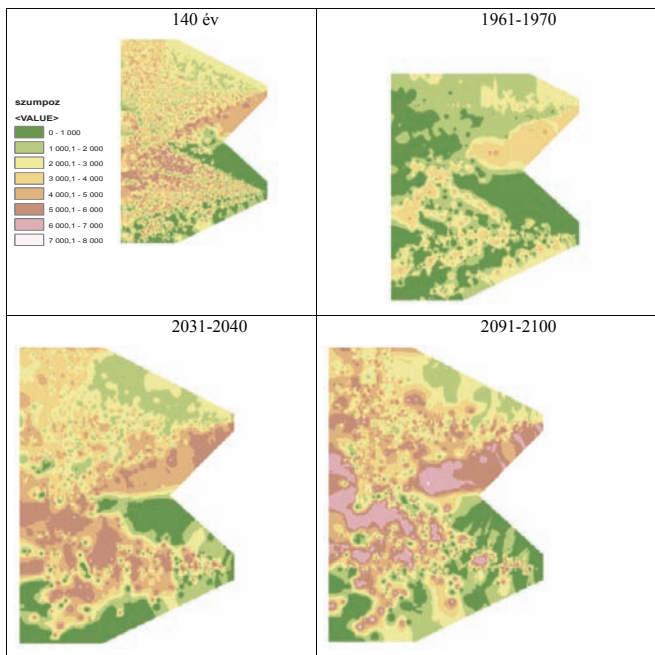 140 év
1961-1970
szumpoz
<VALUE>
0 - 1 000
1 000,1 - 2 000
2 000,1 - 3 000
3 000,1 - 4 000
4 000,1 - 5 000
5 000,1 - 6 000
6 000,1 - 7 000
7 000,1 - 8 000
2031-2040
2091-2100